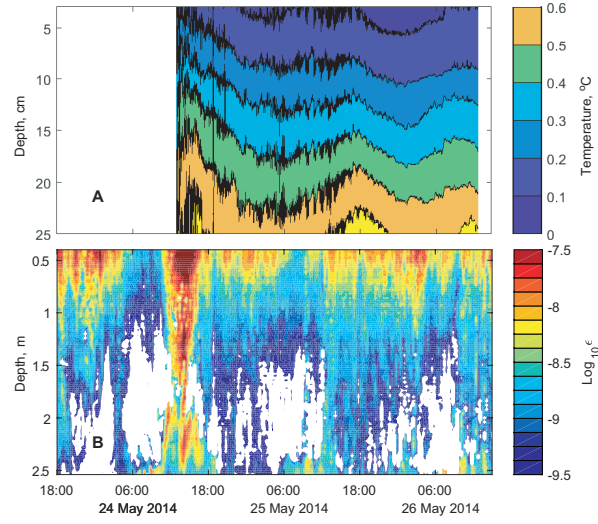 5
10
15
20
25
Depth, cm
A
0.6
0.5
0.4
0.3
0.2
0.1
0
Temperature, ºC
0.5
1
1.5
2
2.5
Depth, m
B
-7.5
-8
-8.5
-9
-9.5
Log 10 ϵ
18:00 06:00 18:00 06:00 18:00 06:00
24 May 2014 25 May 2014 26 May 2014